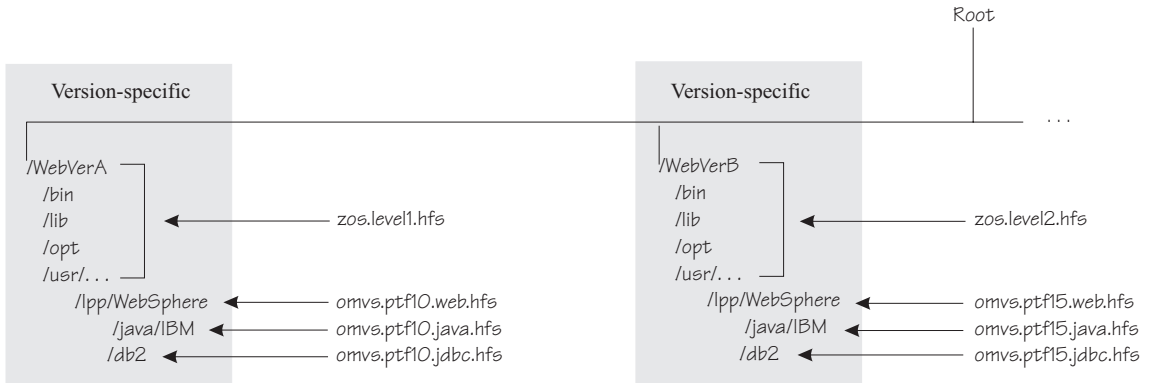 Root
Version-specific
Version-specific
. . .
/WebVerA
/bin
/lib
/opt
/usr/. . .
zos.level1.hfs
/lpp/WebSphere
omvs.ptf10.web.hfs
/java/IBM
omvs.ptf10.java.hfs
/db2
omvs.ptf10.jdbc.hfs
/WebVerB
/bin
/lib
/opt
/usr/. . .
zos.level2.hfs
/lpp/WebSphere
omvs.ptf15.web.hfs
/java/IBM
omvs.ptf15.java.hfs
/db2
omvs.ptf15.jdbc.hfs